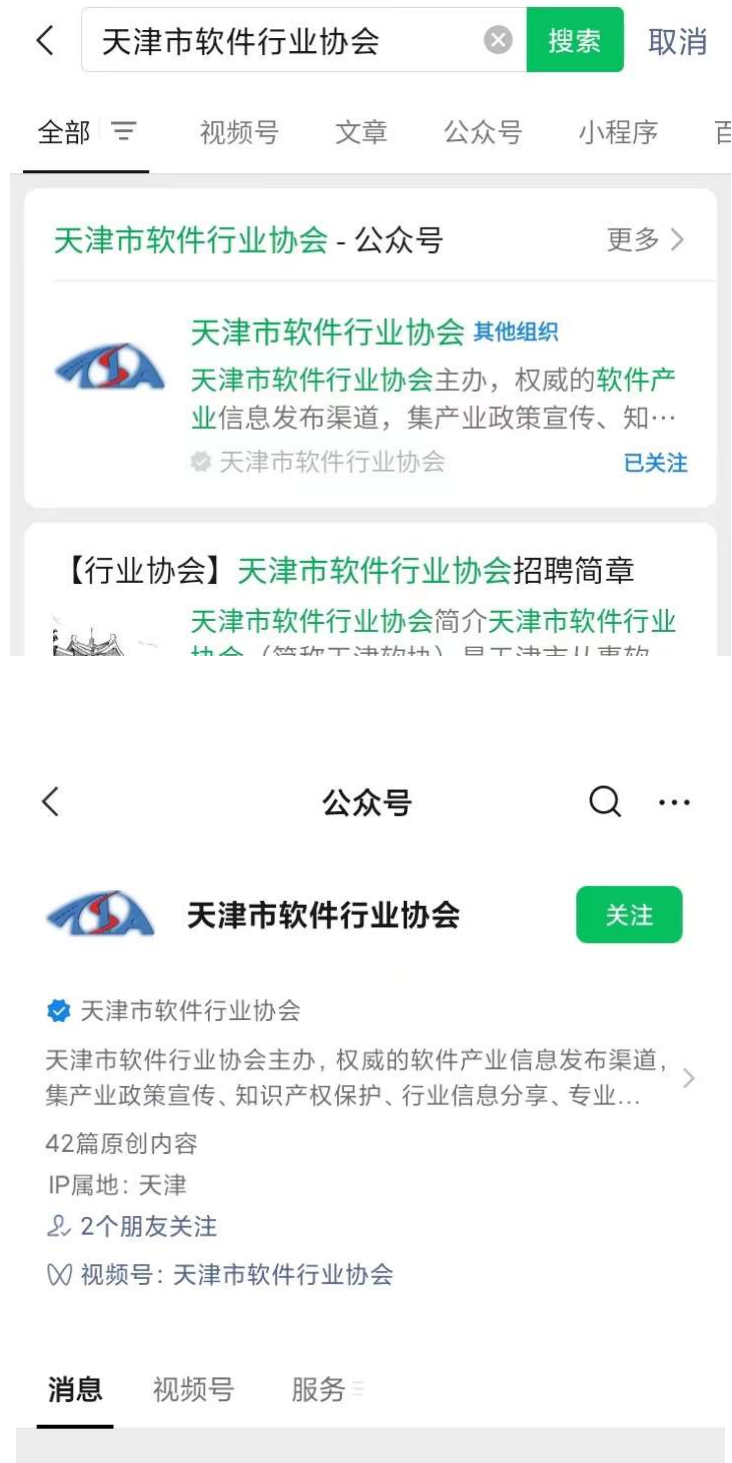 天津市软件行业协会
搜索
取消
全部
视频号
文章
公众号
小程序
天津市软件行业协会 - 公众号
更多
天津市软件行业协会 其他组织
天津市软件行业协会主办，权威的软件产
业信息发布渠道，集产业政策宣传、知…
天津市软件行业协会
已关注
【行业协会】天津市软件行业协会招聘简章
天津市软件行业协会简介天津市软件行业
公众号
天津市软件行业协会
关注
天津市软件行业协会
天津市软件行业协会主办, 权威的软件产业信息发布渠道,
集产业政策宣传、知识产权保护、行业信息分享、专业...
42篇原创内容
IP属地: 天津
2个朋友关注
视频号: 天津市软件行业协会
消息
视频号
服务